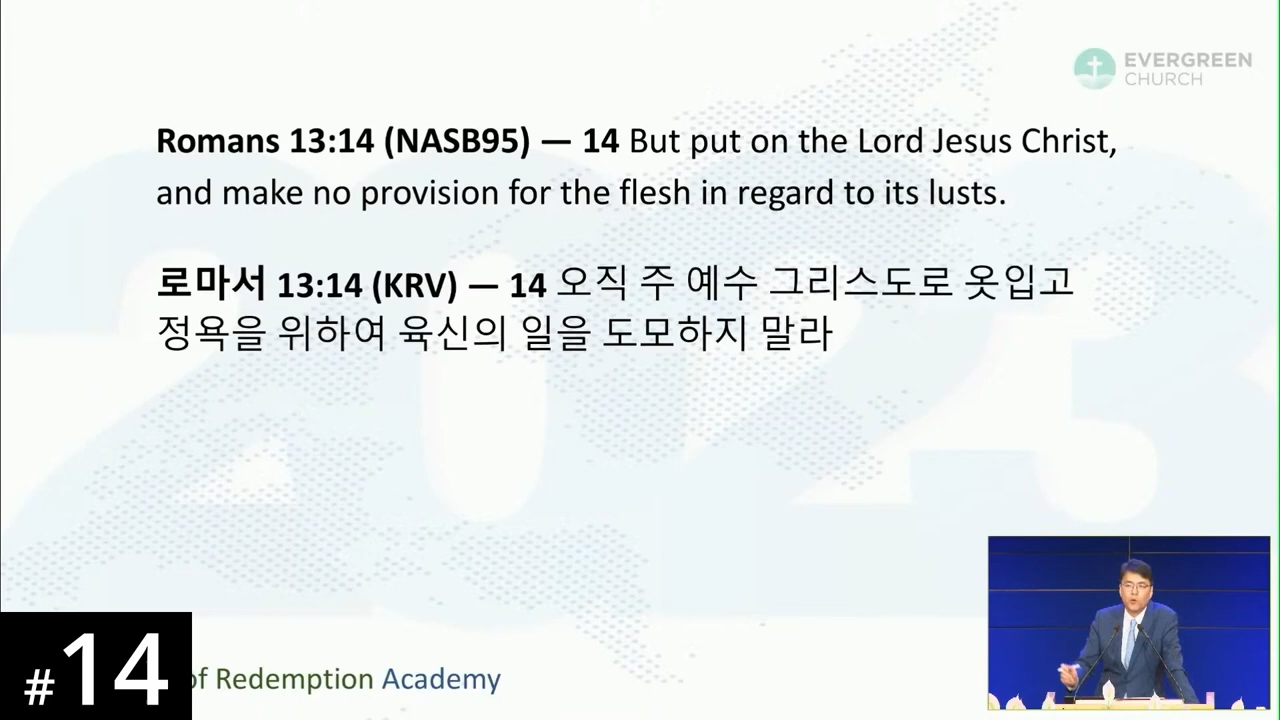 EVERGREEN
CHURCH
Romans 13:14 (NASB95) — 14 But put on the Lord Jesus Christ,
and make no provision for the flesh in regard to its lusts.
로마서 13:14 (KRV) — 14 오직 주 예수 그리스도로 옷입고
정욕을 위하여 육신의 일을 도모하지 말라
2023
#14
of Redemption Academy